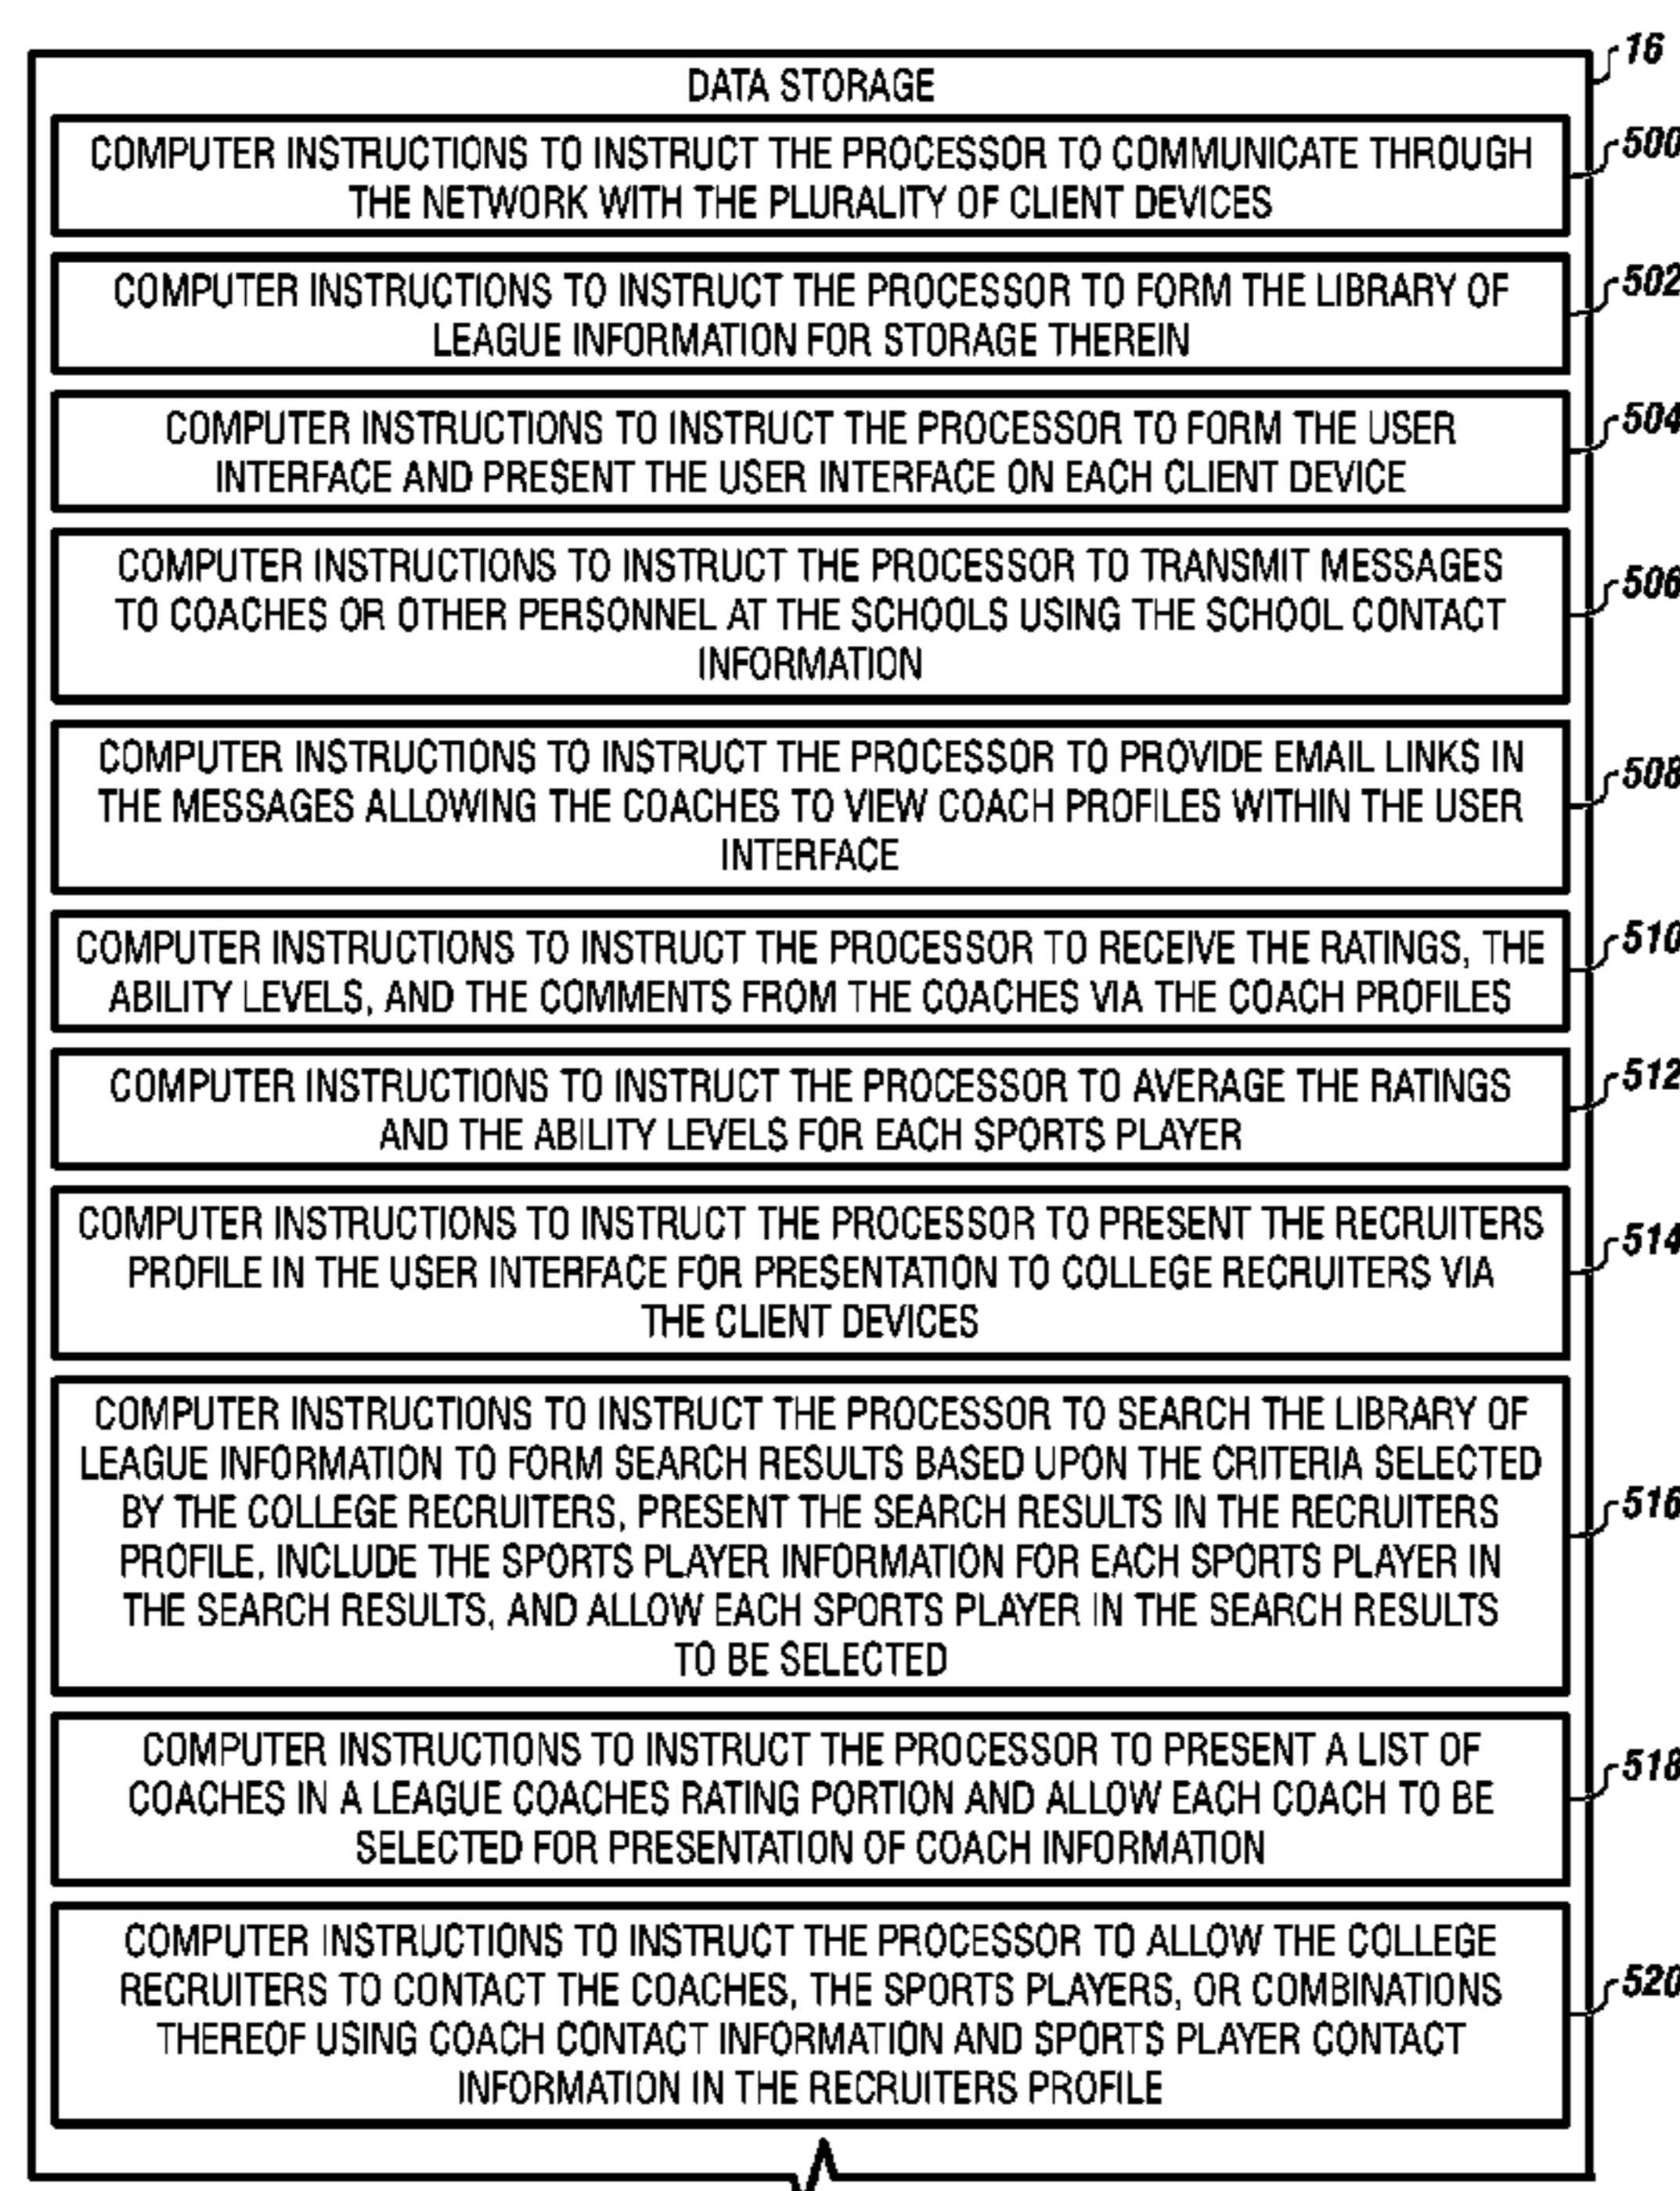 16
DATA STORAGE
COMPUTER INSTRUCTIONS TO INSTRUCT THE PROCESSOR TO COMMUNICATE THROUGH
THE NETWORK WITH THE PLURALITY OF CLIENT DEVICES
500
COMPUTER INSTRUCTIONS TO INSTRUCT THE PROCESSOR TO FORM THE LIBRARY OF
LEAGUE INFORMATION FOR STORAGE THEREIN
502
COMPUTER INSTRUCTIONS TO INSTRUCT THE PROCESSOR TO FORM THE USER
INTERFACE AND PRESENT THE USER INTERFACE ON EACH CLIENT DEVICE
504
COMPUTER INSTRUCTIONS TO INSTRUCT THE PROCESSOR TO TRANSMIT MESSAGES
TO COACHES OR OTHER PERSONNEL AT THE SCHOOLS USING THE SCHOOL CONTACT
INFORMATION
506
COMPUTER INSTRUCTIONS TO INSTRUCT THE PROCESSOR TO PROVIDE EMAIL LINKS IN
THE MESSAGES ALLOWING THE COACHES TO VIEW COACH PROFILES WITHIN THE USER
INTERFACE
508
COMPUTER INSTRUCTIONS TO INSTRUCT THE PROCESSOR TO RECEIVE THE RATINGS, THE
ABILITY LEVELS, AND THE COMMENTS FROM THE COACHES VIA THE COACH PROFILES
510
COMPUTER INSTRUCTIONS TO INSTRUCT THE PROCESSOR TO AVERAGE THE RATINGS
AND THE ABILITY LEVELS FOR EACH SPORTS PLAYER
512
COMPUTER INSTRUCTIONS TO INSTRUCT THE PROCESSOR TO PRESENT THE RECRUITERS
PROFILE IN THE USER INTERFACE FOR PRESENTATION TO COLLEGE RECRUITERS VIA
THE CLIENT DEVICES
514
COMPUTER INSTRUCTIONS TO INSTRUCT THE PROCESSOR TO SEARCH THE LIBRARY OF
LEAGUE INFORMATION TO FORM SEARCH RESULTS BASED UPON THE CRITERIA SELECTED
BY THE COLLEGE RECRUITERS, PRESENT THE SEARCH RESULTS IN THE RECRUITERS
PROFILE, INCLUDE THE SPORTS PLAYER INFORMATION FOR EACH SPORTS PLAYER IN
THE SEARCH RESULTS, AND ALLOW EACH SPORTS PLAYER IN THE SEARCH RESULTS
TO BE SELECTED
516
COMPUTER INSTRUCTIONS TO INSTRUCT THE PROCESSOR TO PRESENT A LIST OF
COACHES IN A LEAGUE COACHES RATING PORTION AND ALLOW EACH COACH TO BE
SELECTED FOR PRESENTATION OF COACH INFORMATION
518
COMPUTER INSTRUCTIONS TO INSTRUCT THE PROCESSOR TO ALLOW THE COLLEGE
RECRUITERS TO CONTACT THE COACHES, THE SPORTS PLAYERS, OR COMBINATIONS
THEREOF USING COACH CONTACT INFORMATION AND SPORTS PLAYER CONTACT
INFORMATION IN THE RECRUITERS PROFILE
520